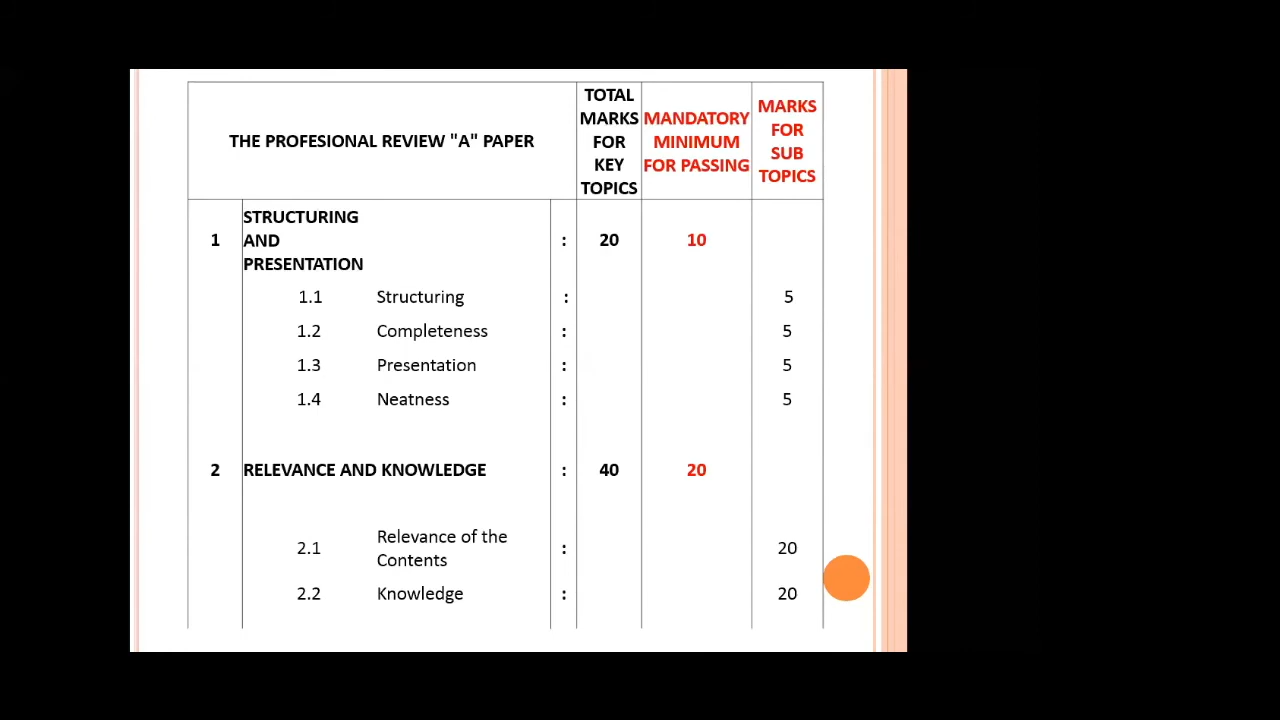 THE PROFESIONAL REVIEW "A" PAPER
TOTAL
MARKS
FOR
KEY
TOPICS
MANDATORY
MINIMUM
FOR PASSING
MARKS
FOR
SUB
TOPICS
1 STRUCTURING AND PRESENTATION : 20 10
1.1 Structuring : 5
1.2 Completeness : 5
1.3 Presentation : 5
1.4 Neatness : 5
2 RELEVANCE AND KNOWLEDGE : 40 20
2.1 Relevance of the Contents : 20
2.2 Knowledge : 20